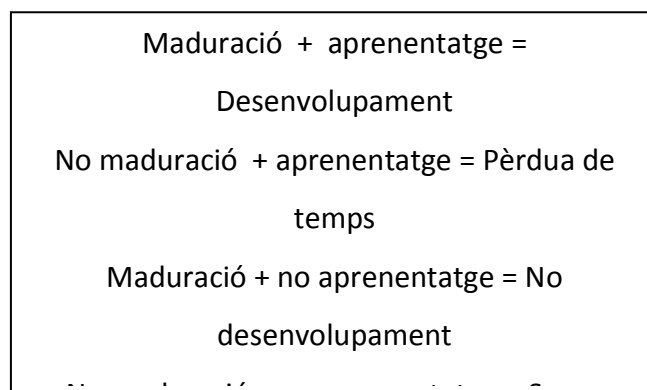 Maduració + aprenentatge =
Desenvolupament
No maduració + aprenentatge = Pèrdua de
temps
Maduració + no aprenentatge = No
desenvolupament